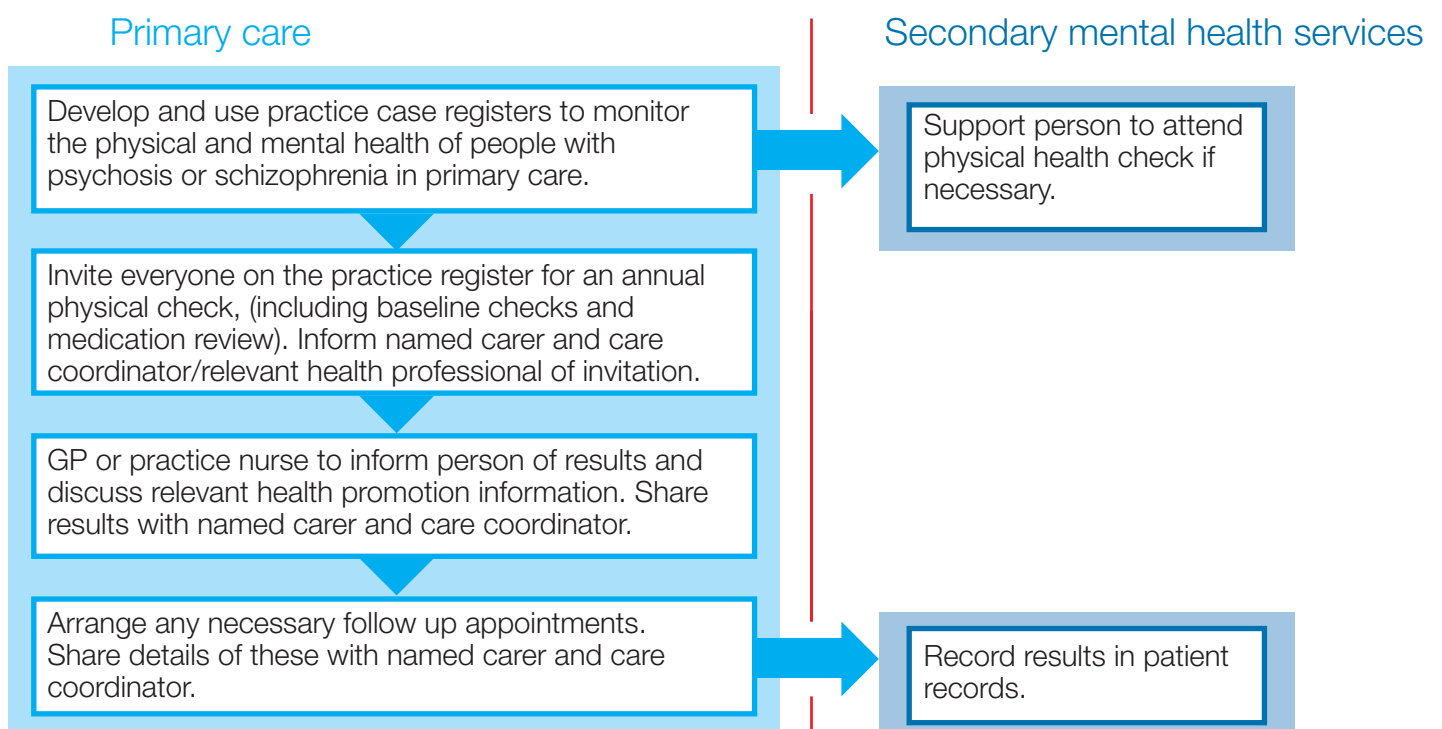 Primary care
Develop and use practice case registers to monitor
the physical and mental health of people with
psychosis or schizophrenia in primary care.
Invite everyone on the practice register for an annual
physical check, (including baseline checks and
medication review). Inform named carer and care
coordinator/relevant health professional of invitation.
GP or practice nurse to inform person of results and
discuss relevant health promotion information. Share
results with named carer and care coordinator.
Arrange any necessary follow up appointments.
Share details of these with named carer and care
coordinator.
Secondary mental health services
Support person to attend
physical health check if
necessary.
Record results in patient
records.